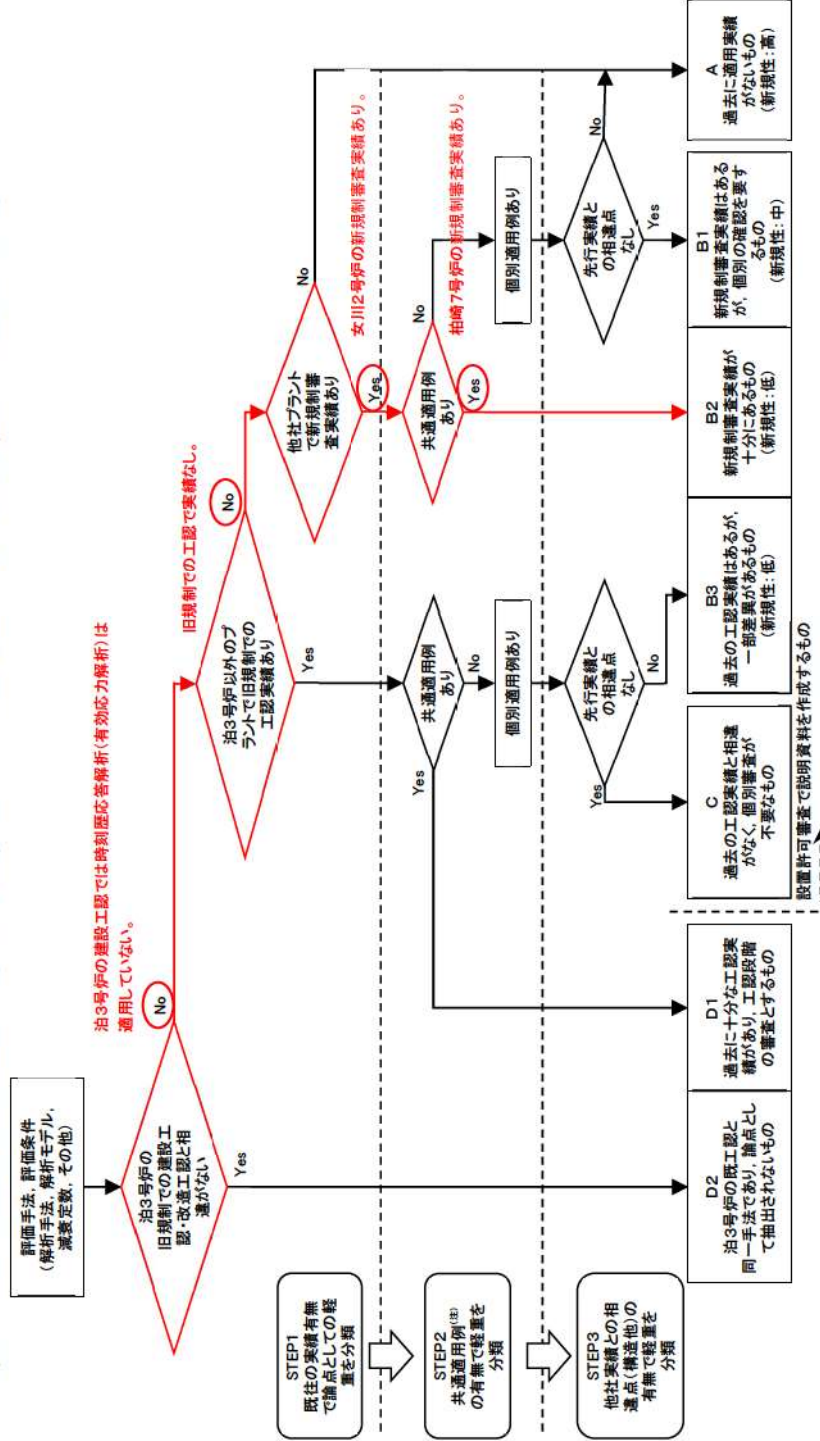 評価手法，評価条件
（解析手法，解析モデル，
減衰定数，その他）
泊3号炉の
旧規制での建設工
認・改造工認と相
違がない
No
Yes
泊3号炉の建設工認では時刻歴応答解析(有効応力解析)は
適用していない。
泊3号炉以外のプ
ラントで旧規制での
工認実績あり
No
Yes
旧規制での工認で実績なし。
他社プラント
で新規制審
査実績あり
No
Yes
女川2号炉の新規制審査実績あり。
STEP1
既往の実績有無
で論点としての軽
重を分類
STEP2
共通適用例(注)
の有無で軽重を
分類
STEP3
他社実績との相
違点(構造他)の
有無で軽重を
分類
共通適用例
あり
Yes
No
個別適用例あり
先行実績と
の相違点
なし
Yes
No
共通適用例
あり
Yes
No
柏崎7号炉の新規制審査実績あり。
個別適用例あり
先行実績と
の相違点
なし
No
Yes
D2
泊3号炉の既工認と
同一手法であり，論点とし
て抽出されないもの
D1
過去に十分な工認実
績があり，工認段階
の審査とするもの
C
過去の工認実績と相違
がなく，個別審査が
不要なもの
B3
過去の工認実績はあるが，
一部差異があるもの
（新規性：低）
B2
新規制審査実績が
十分にあるもの
（新規性：低）
B1
新規制審査実績はある
が，個別の確認を要す
るもの
（新規性：中）
A
過去に適用実績
がないもの
（新規性：高）
設置許可審査で説明資料を作成するもの